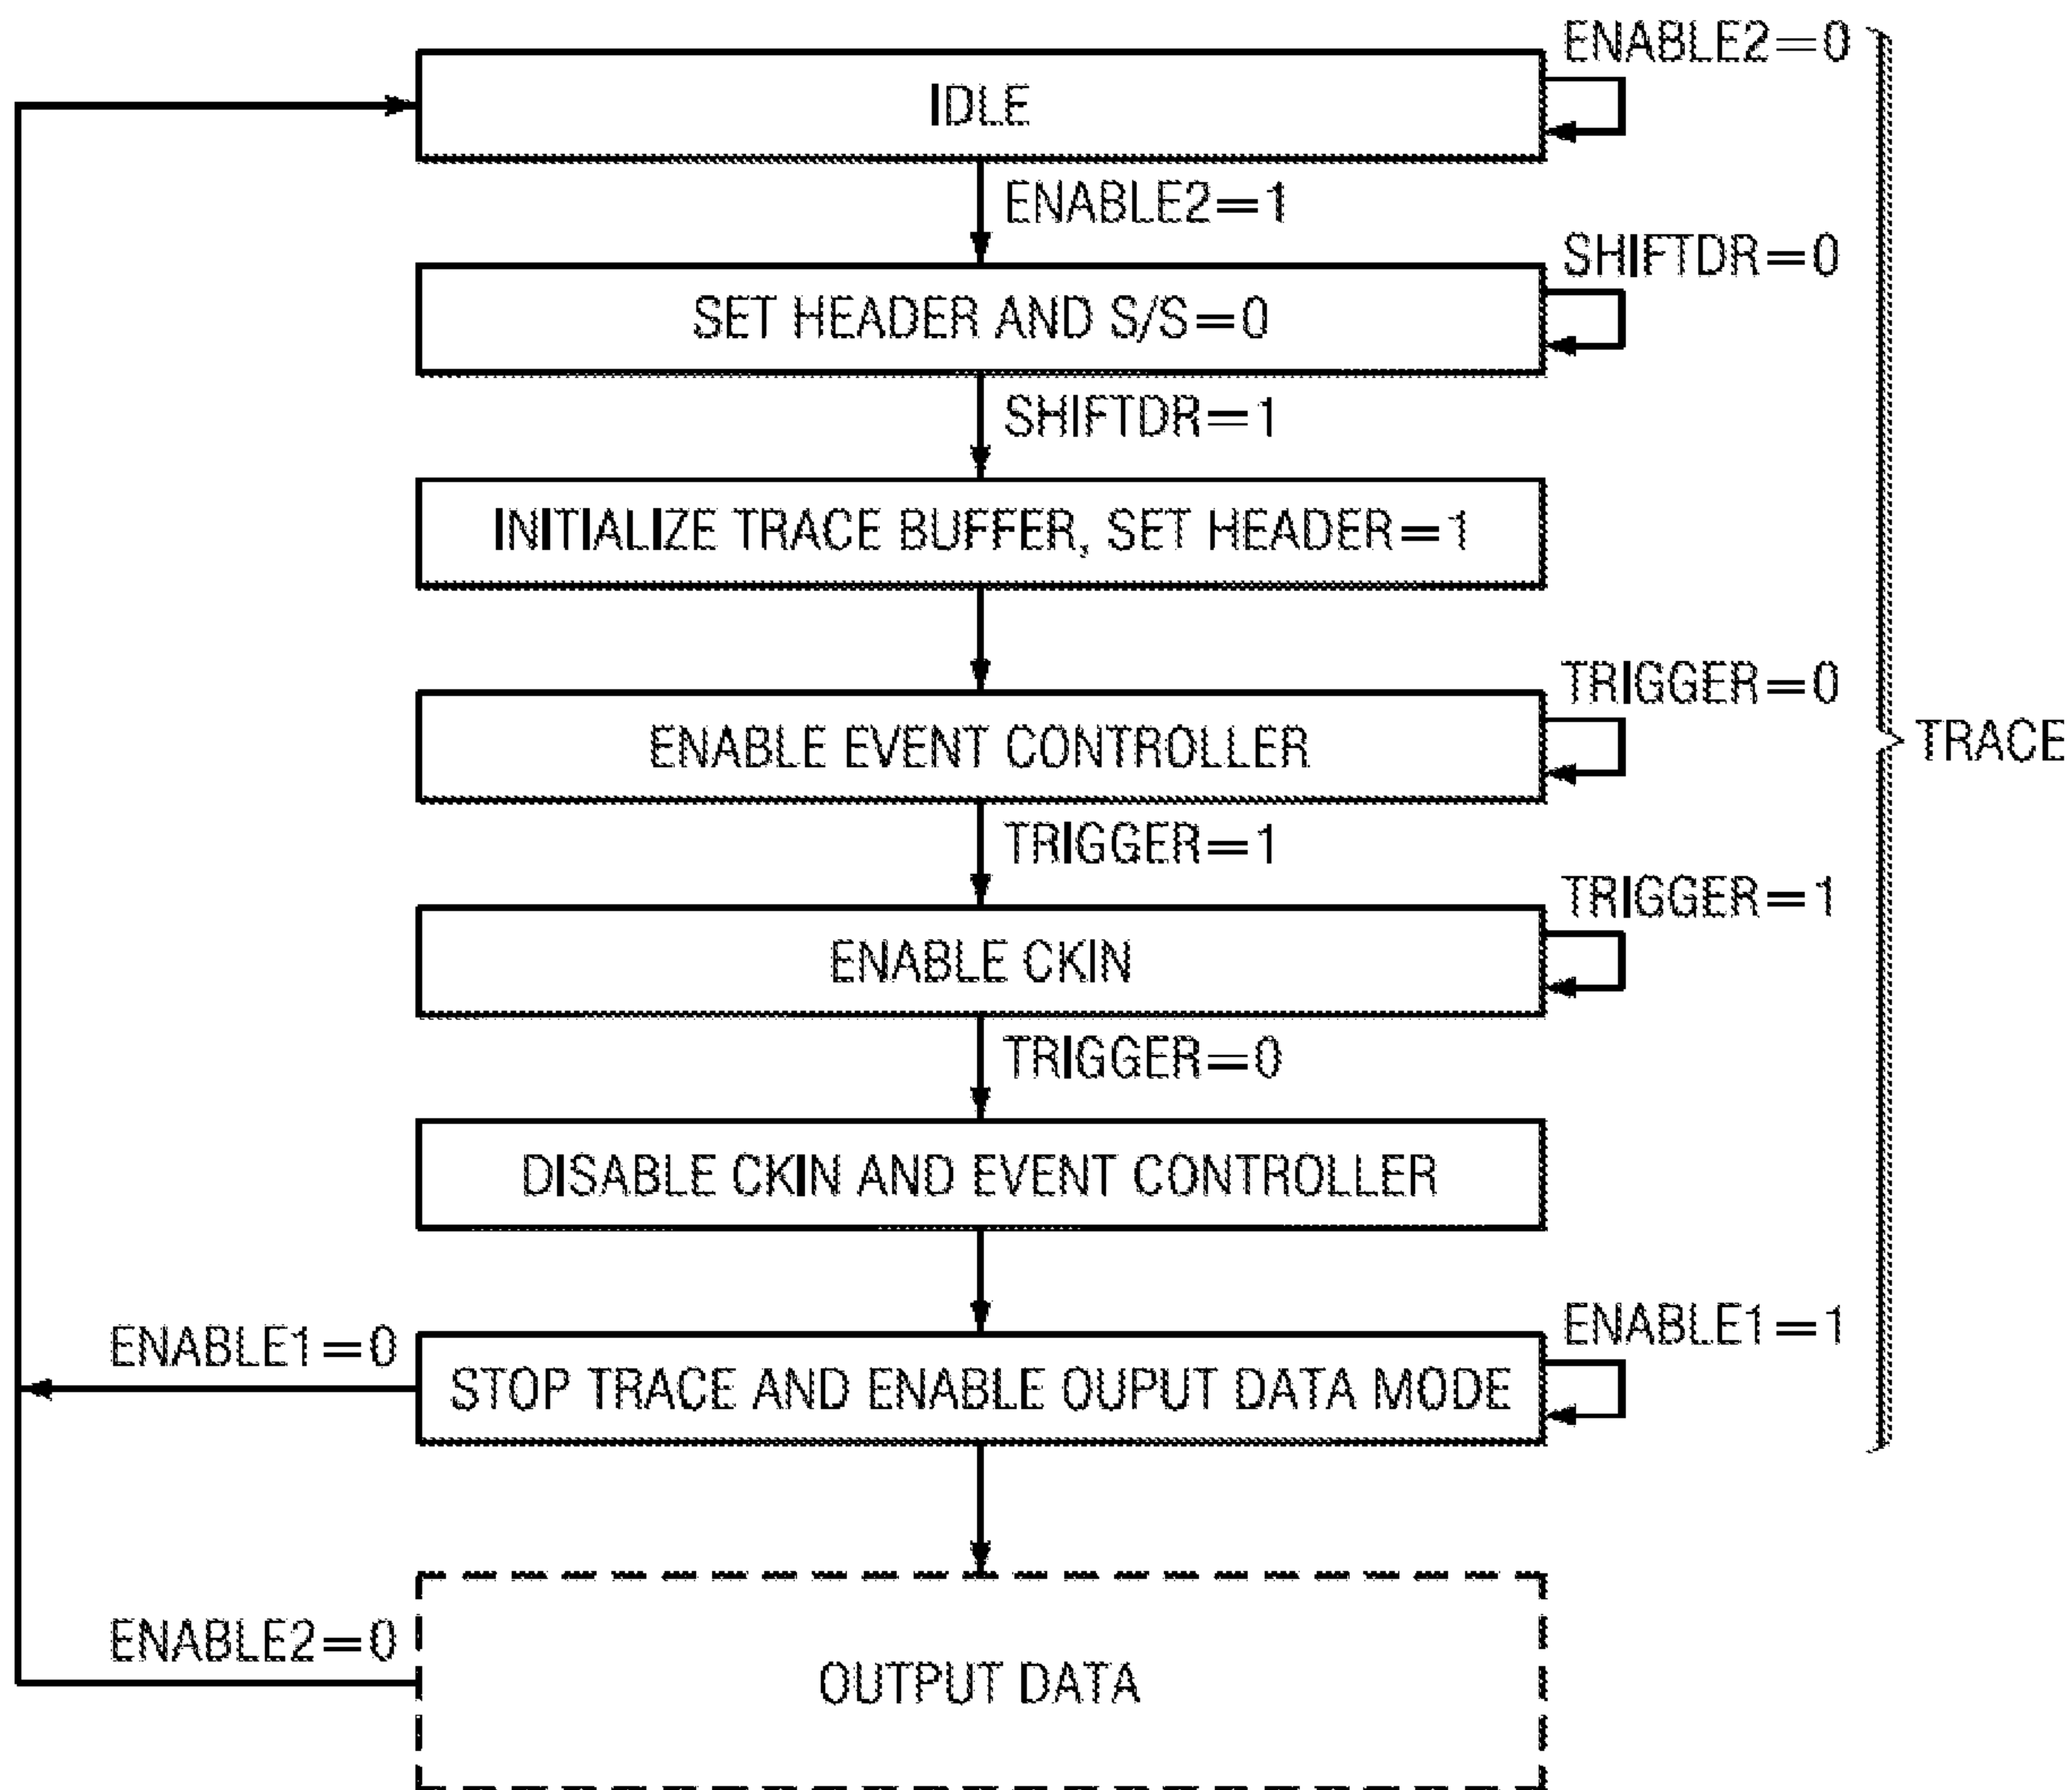 ENABLE2=0
IDLE
ENABLE2=1
SHIFTDR=0
SET HEADER AND S/S=0
SHIFTDR=1
INITIALIZE TRACE BUFFER, SET HEADER=1
TRIGGER=0
ENABLE EVENT CONTROLLER
TRACE
TRIGGER=1
TRIGGER=1
ENABLE CKIN
TRIGGER=0
DISABLE CKIN AND EVENT CONTROLLER
ENABLE1=0
ENABLE1=1
STOP TRACE AND ENABLE OUPUT DATA MODE
ENABLE2=0
OUTPUT DATA